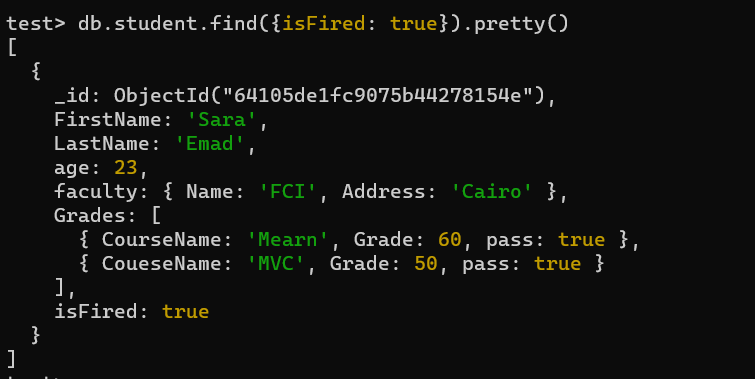 test> db.student.find({isFired: true}).pretty()
[
  {
    _id: ObjectId("64105de1fc9075b44278154e"),
    FirstName: 'Sara',
    LastName: 'Emad',
    age: 23,
    faculty: { Name: 'FCI', Address: 'Cairo' },
    Grades: [
      { CourseName: 'Mearn', Grade: 60, pass: true },
      { CoueseName: 'MVC', Grade: 50, pass: true }
    ],
    isFired: true
  }
]